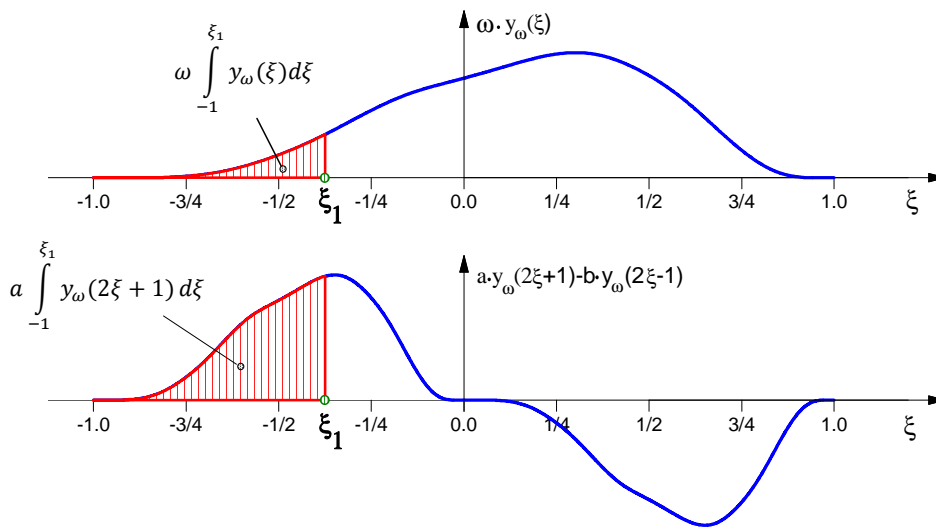 ω· y_ω(ξ)
ω ∫_{-1}^{ξ₁} y_ω(ξ)dξ
-1.0 -3/4 -1/2 ξ₁ -1/4 0.0 1/4 1/2 3/4 1.0 ξ
a·y_ω(2ξ+1)-b·y_ω(2ξ-1)
a ∫_{-1}^{ξ₁} y_ω(2ξ + 1) dξ
-1.0 -3/4 -1/2 ξ₁ -1/4 0.0 1/4 1/2 3/4 1.0 ξ